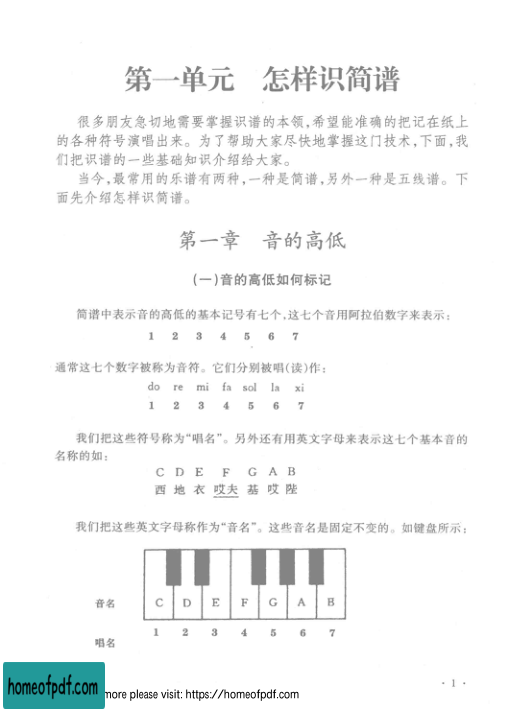 第一单元 怎样识简谱
很多朋友急切地需要掌握识谱的本领,希望能准确的把记在纸上
的各种符号演唱出来。为了帮助大家尽快地掌握这门技术,下面,我
们把识谱的一些基础知识介绍给大家。
当今,最常用的乐谱有两种,一种是简谱,另外一种是五线谱。下
面先介绍怎样识简谱。
第一章 音的高低
(一)音的高低如何标记
简谱中表示音的高低的基本记号有七个,这七个音用阿拉伯数字来表示:
1 2 3 4 5 6 7
通常这七个数字被称为音符。它们分别被唱(读)作:
do re mi fa sol la xi
1 2 3 4 5 6 7
我们把这些符号称为“唱名”。另外还有用英文字母来表示这七个基本音的
名称的如:
C D E F G A B
西 地 衣 哎夫 基 哎 陛
我们把这些英文字母称作为“音名”。这些音名是固定不变的。如键盘所示:
音名 C D E F G A B
唱名 1 2 3 4 5 6 7
· 1 ·
homeofpdf.com more please visit: https://homeofpdf.com